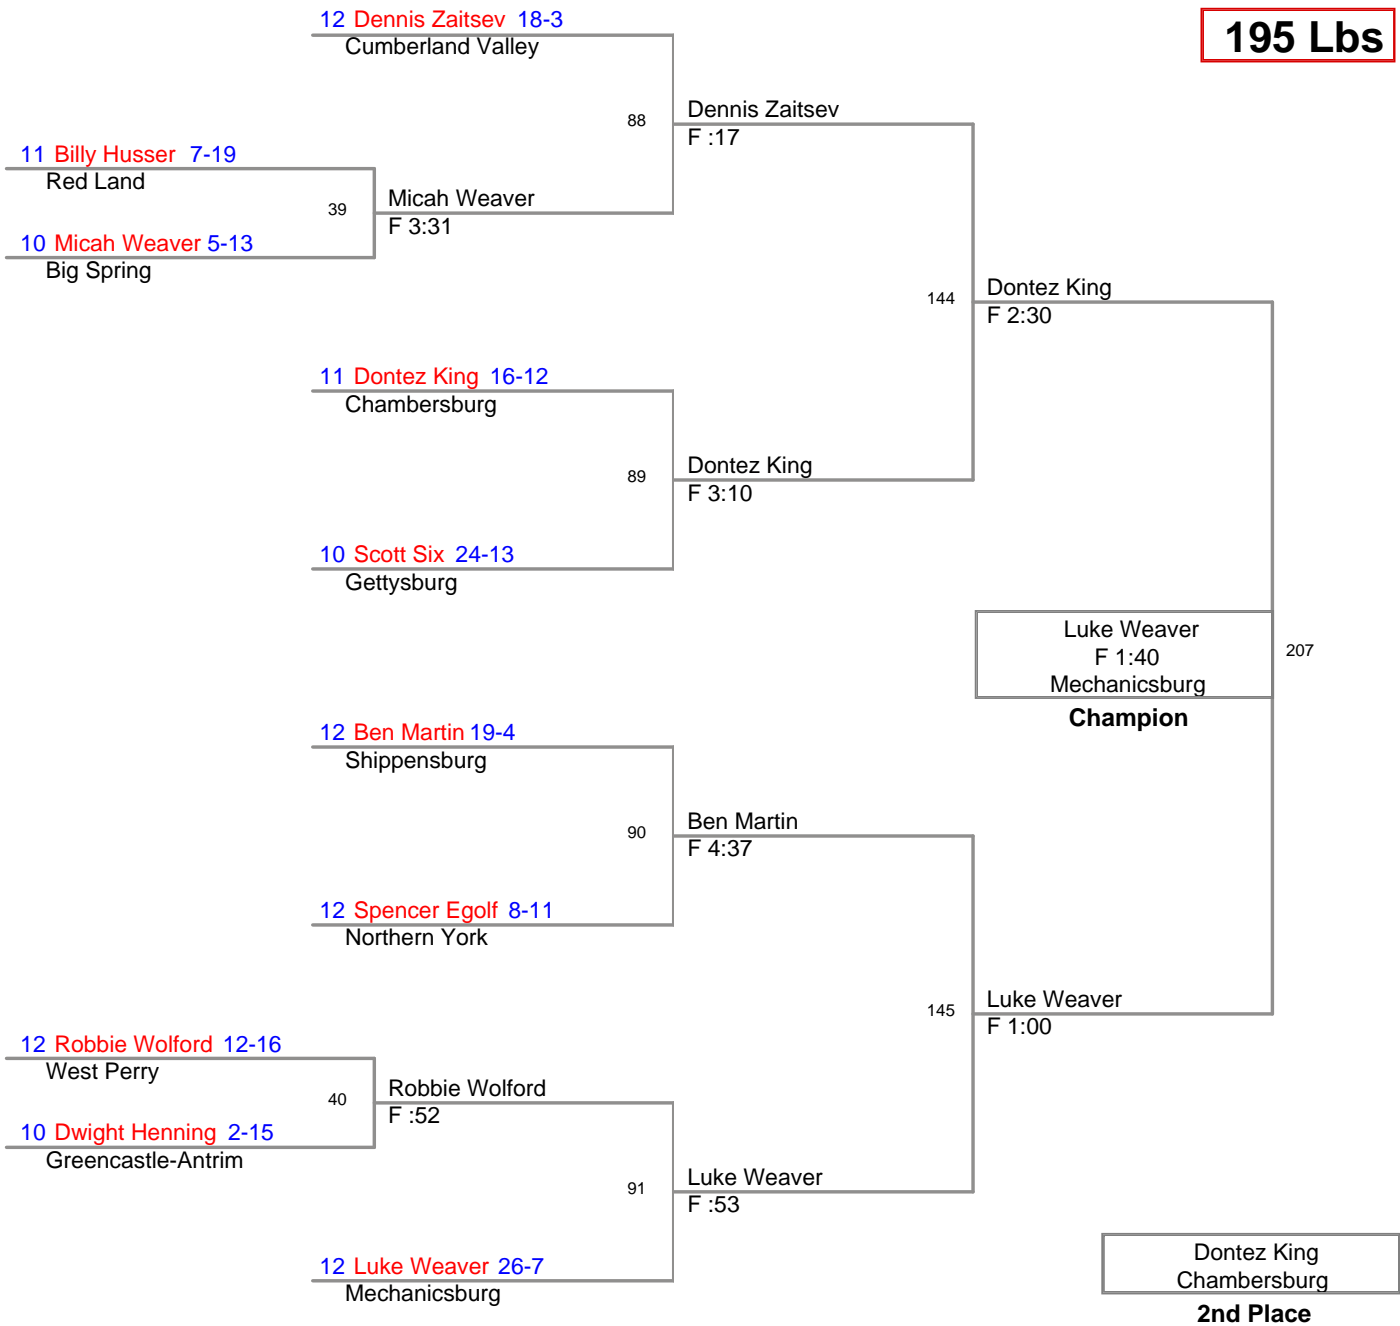 12 Dennis Zaitsev 18-3
Cumberland Valley
195 Lbs
88
Dennis Zaitsev
F :17
11 Billy Husser 7-19
Red Land
39
Micah Weaver
F 3:31
10 Micah Weaver 5-13
Big Spring
144
Dontez King
F 2:30
11 Dontez King 16-12
Chambersburg
89
Dontez King
F 3:10
10 Scott Six 24-13
Gettysburg
Luke Weaver
F 1:40
Mechanicsburg
207
Champion
12 Ben Martin 19-4
Shippensburg
90
Ben Martin
F 4:37
12 Spencer Egolf 8-11
Northern York
145
Luke Weaver
F 1:00
12 Robbie Wolford 12-16
West Perry
40
Robbie Wolford
F :52
10 Dwight Henning 2-15
Greencastle-Antrim
91
Luke Weaver
F :53
12 Luke Weaver 26-7
Mechanicsburg
Dontez King
Chambersburg
2nd Place